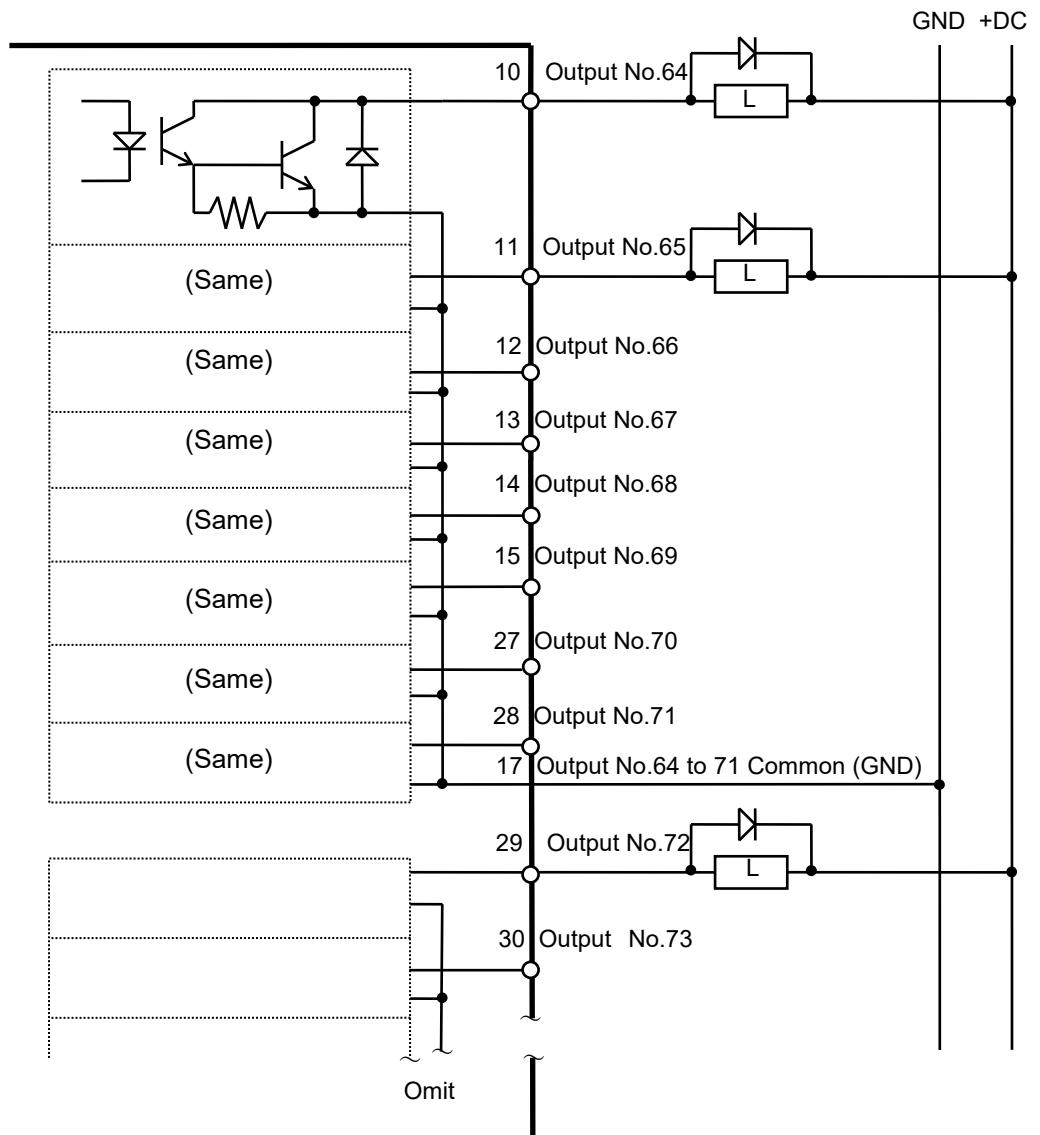 GND +DC
10 Output No.64
L
11 Output No.65
L
(Same)
12 Output No.66
(Same)
13 Output No.67
(Same)
14 Output No.68
(Same)
15 Output No.69
(Same)
27 Output No.70
(Same)
28 Output No.71
(Same)
17 Output No.64 to 71 Common (GND)
29 Output No.72
L
30 Output No.73
Omit